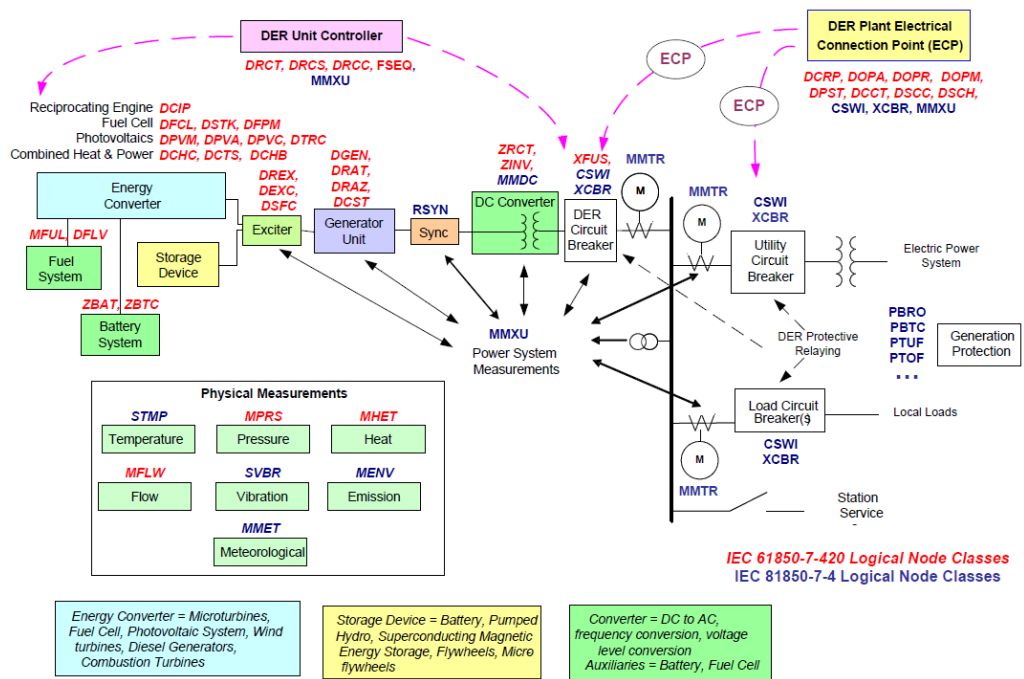 DER Unit Controller
DRCT, DRCS, DRCC, FSEQ,
MMXU
DER Plant Electrical
Connection Point (ECP)
ECP
ECP
DCRP, DOPA, DOPR, DOPM,
DPST, DCCT, DSCC, DSCH,
CSWI, XCBR, MMXU
Reciprocating Engine DCIP
Fuel Cell DFCL, DSTK, DFPM
Photovoltaics DPVM, DPVA, DPVC, DTRC
Combined Heat & Power DCHC, DCTS, DCHB
Energy
Converter
MFUL, DFLV
Fuel
System
Storage
Device
ZBAT, ZBTC
Battery
System
DREX,
DEXC,
DSFC
Exciter
DGEN,
DRAT,
DRAZ,
DCST
Generator
Unit
RSYN
Sync
ZRCT,
ZINV,
MMDC
DC Converter
XFUS,
CSWI
XCBR
DER
Circuit
Breaker
MMTR
M
MMTR
M
CSWI
XCBR
Utility
Circuit
Breaker
Electric Power
System
MMXU
Power System
Measurements
DER Protective
Relaying
PBRO
PBTC
PTUF
PTOF
...
Generation
Protection
Load Circuit
Breaker(s)
Local Loads
CSWI
XCBR
M
MMTR
Station
Service
Physical Measurements
STMP
Temperature
MPRS
Pressure
MHET
Heat
MFLW
Flow
SVBR
Vibration
MENV
Emission
MMET
Meteorological
IEC 61850-7-420 Logical Node Classes
IEC 81850-7-4 Logical Node Classes
Energy Converter = Microturbines,
Fuel Cell, Photovoltaic System, Wind
turbines, Diesel Generators,
Combustion Turbines
Storage Device = Battery, Pumped
Hydro, Superconducting Magnetic
Energy Storage, Flywheels, Micro
flywheels
Converter = DC to AC,
frequency conversion, voltage
level conversion
Auxiliaries = Battery, Fuel Cell